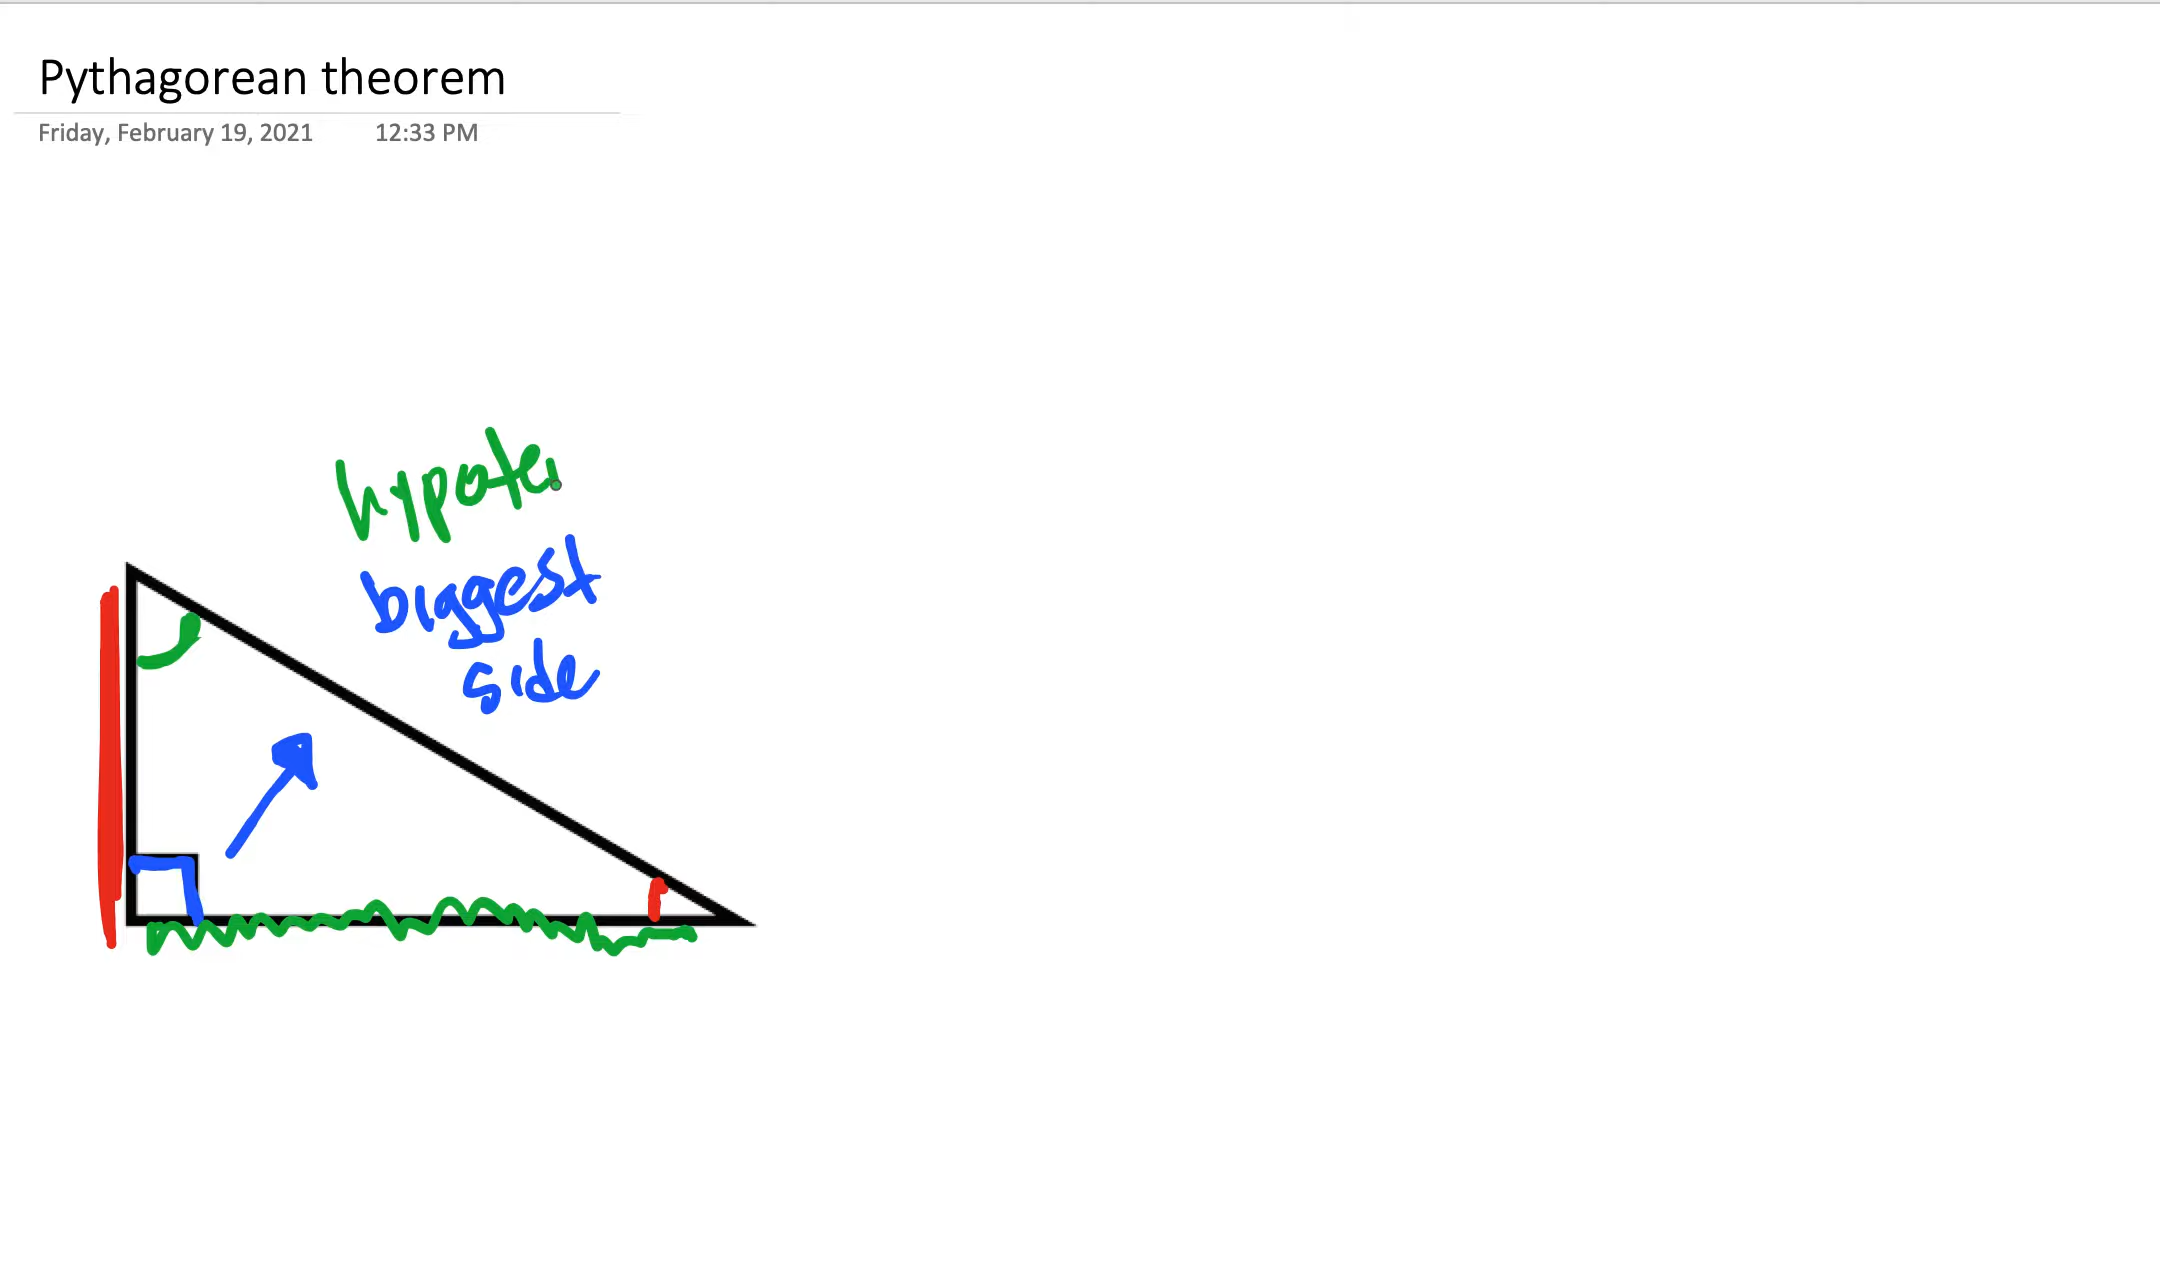 Pythagorean theorem
Friday, February 19, 2021 12:33 PM
hypote
biggest
side